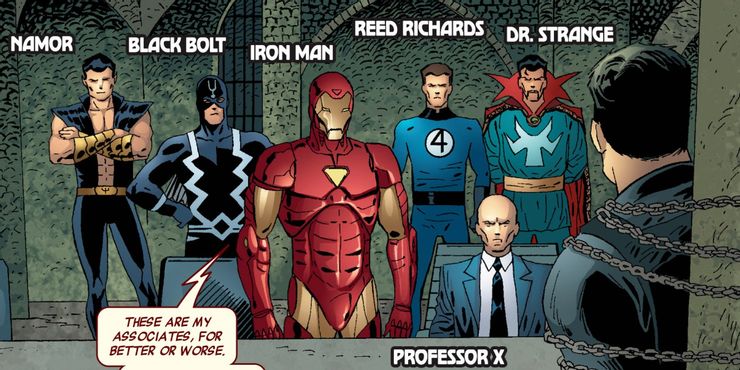 NAMOR
BLACK BOLT
IRON MAN
REED RICHARDS
DR. STRANGE
4
THESE ARE MY
ASSOCIATES, FOR
BETTER OR WORSE.
PROFESSOR X